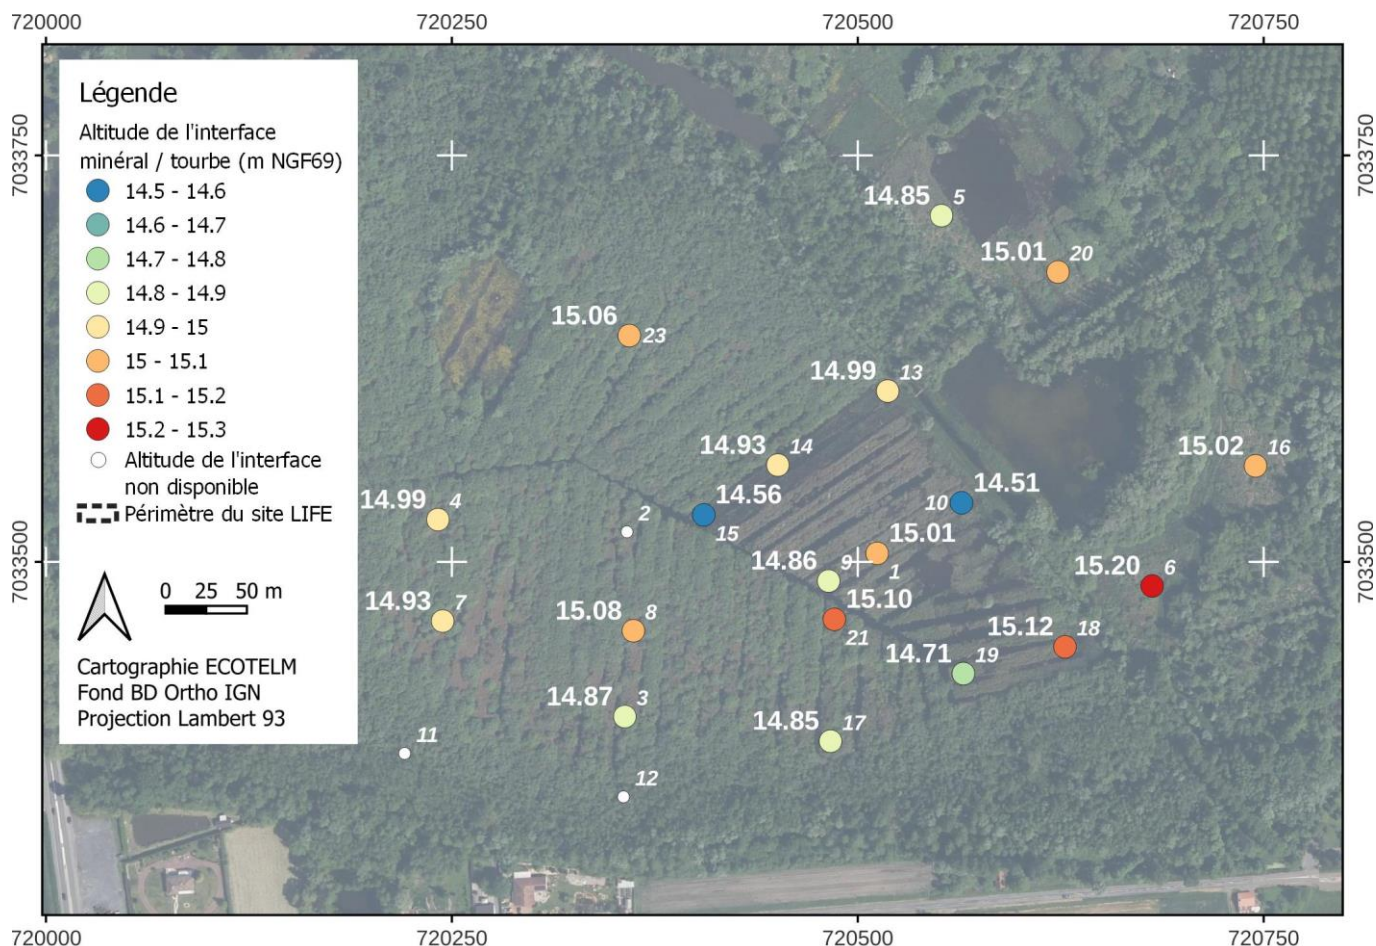 720000 720250 720500 720750
7033750 7033750
7033500 7033500
Légende
Altitude de l'interface
minéral / tourbe (m NGF69)
14.5 - 14.6
14.6 - 14.7
14.7 - 14.8
14.8 - 14.9
14.9 - 15
15 - 15.1
15.1 - 15.2
15.2 - 15.3
Altitude de l'interface
non disponible
Périmètre du site LIFE
0 25 50 m
Cartographie ECOTELM
Fond BD Ortho IGN
Projection Lambert 93
14.85 5
15.01 20
15.06 23
14.99 13
14.93 14
15.02 16
14.99 4
14.56 15
14.51 10
2
15.01 1
14.86 9
15.20 6
14.93 7
15.08 8
15.10 21
15.12 18
14.71 19
14.87 3
14.85 17
11
12
720000 720250 720500 720750